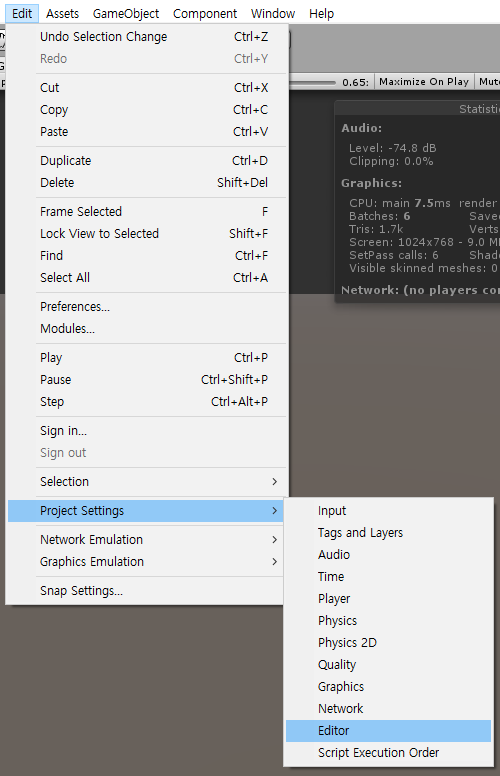 Edit Assets GameObject Component Window Help
Undo Selection Change Ctrl+Z
Redo Ctrl+Y
Cut Ctrl+X
Copy Ctrl+C
Paste Ctrl+V
Duplicate Ctrl+D
Delete Shift+Del
Frame Selected F
Lock View to Selected Shift+F
Find Ctrl+F
Select All Ctrl+A
Preferences...
Modules...
Play Ctrl+P
Pause Ctrl+Shift+P
Step Ctrl+Alt+P
Sign in...
Sign out
Selection
Project Settings
Network Emulation
Graphics Emulation
Snap Settings...
Input
Tags and Layers
Audio
Time
Player
Physics
Physics 2D
Quality
Graphics
Network
Editor
Script Execution Order
0.65: Maximize On Play Mute
Statisti
Audio:
Level: -74.8 dB
Clipping: 0.0%
Graphics:
CPU: main 7.5ms render
Batches: 6 Saved
Tris: 1.7k Verts
Screen: 1024x768 - 9.0 M
SetPass calls: 6 Shad
Visible skinned meshes: 0
Network: (no players co